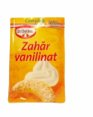 Dr. Oetker
Zahăr
vanilinat